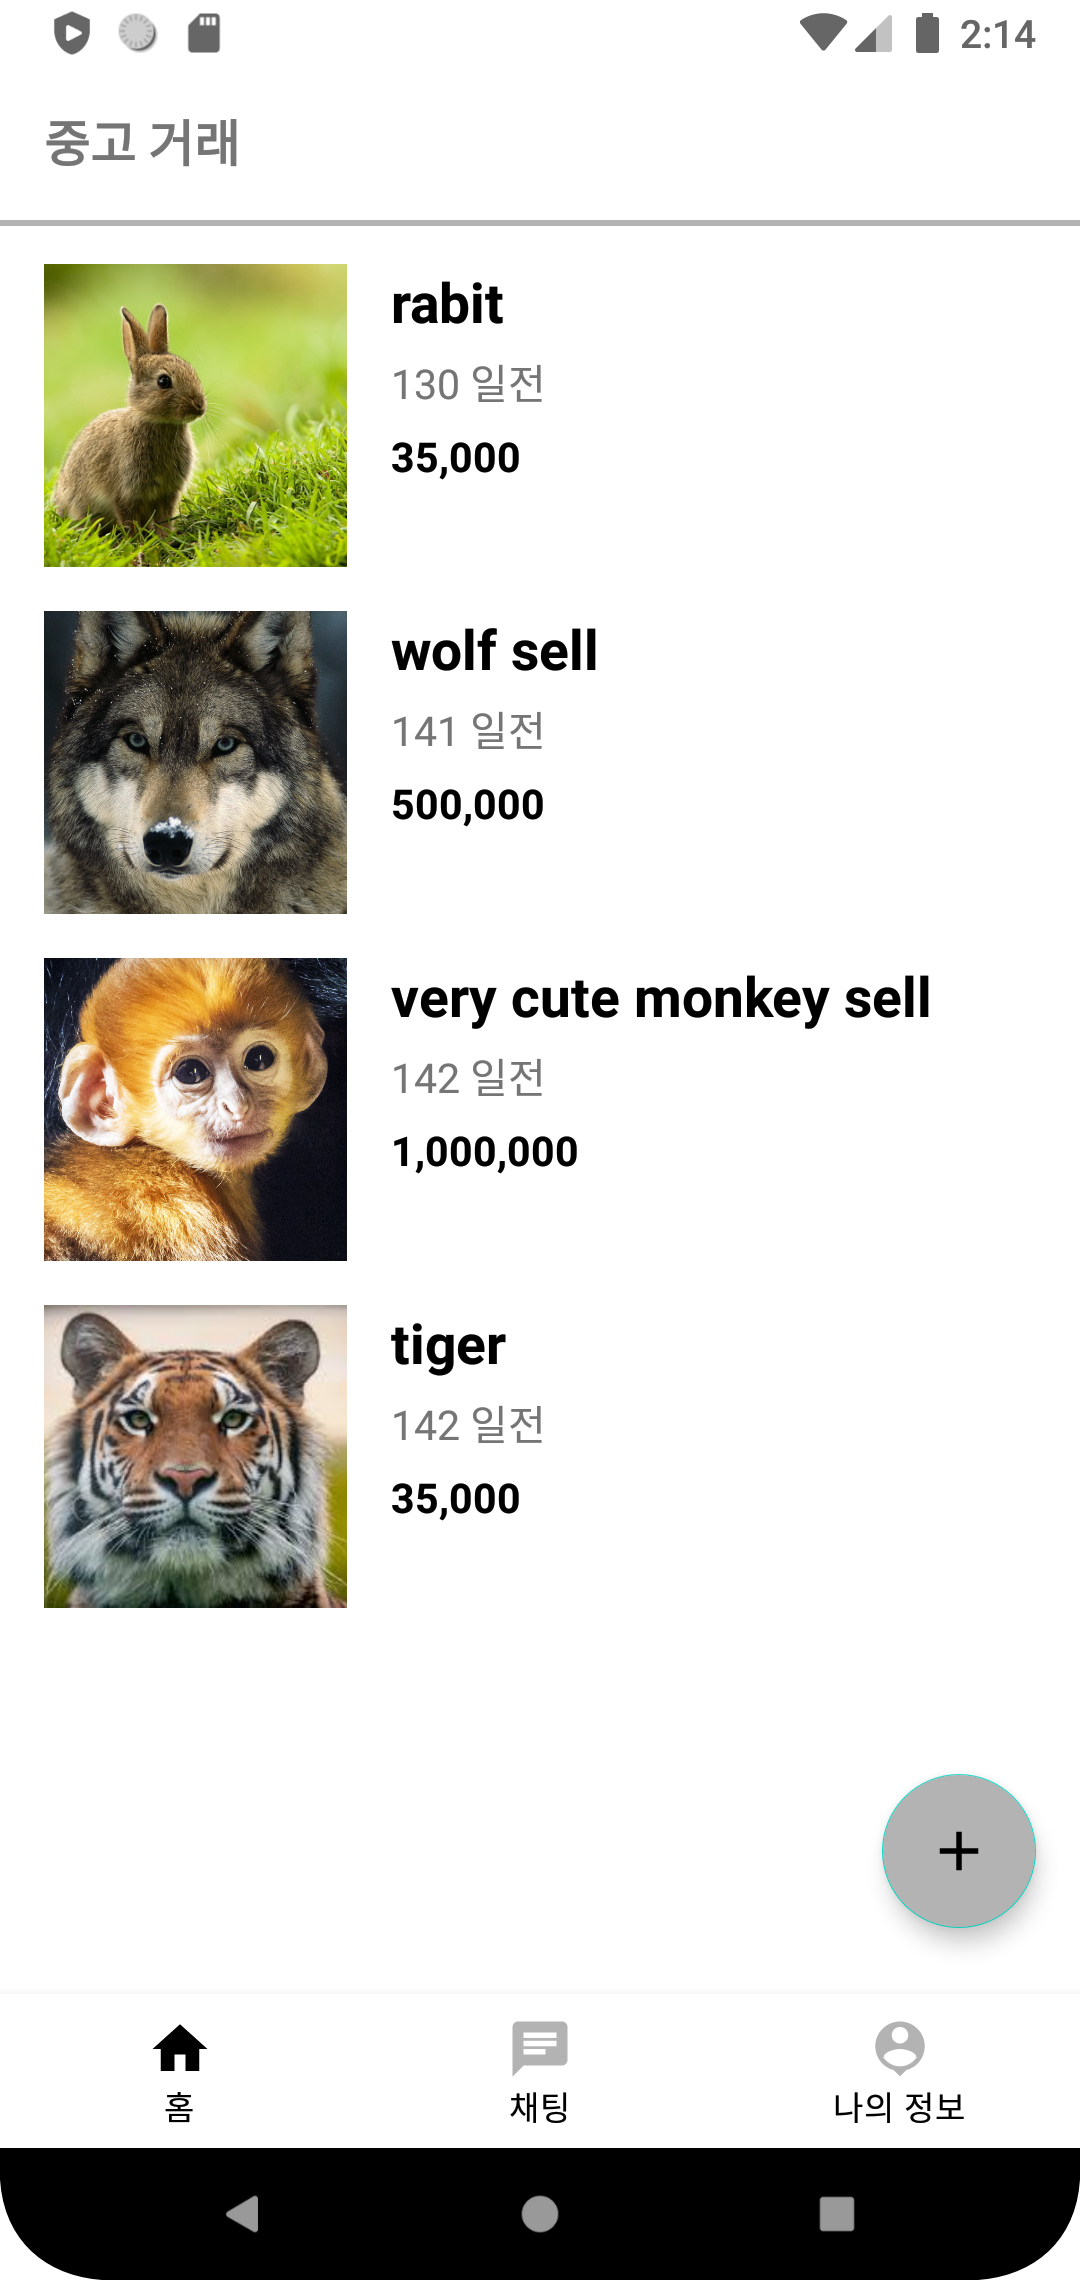 2:14
중고 거래
rabit
130 일전
35,000
wolf sell
141 일전
500,000
very cute monkey sell
142 일전
1,000,000
tiger
142 일전
35,000
홈
채팅
나의 정보